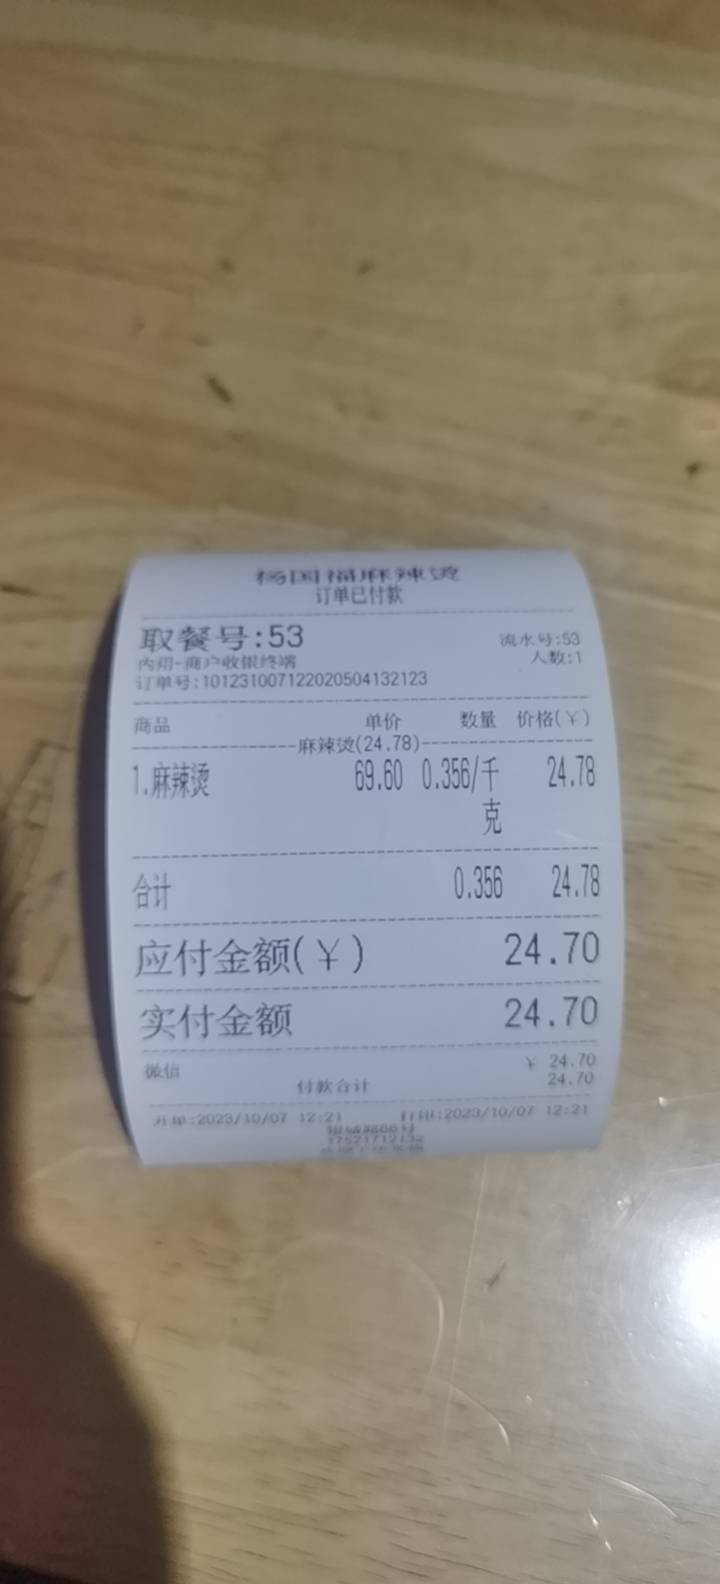 杨国福麻辣烫
订单已付款
取餐号:53
流水号:53
内用-商户收银终端
人数:1
订单号:101231007122020504132123
商品 单价 数量 价格(¥)
麻辣烫(24.78)
1.麻辣烫 69.60 0.356/千克 24.78
合计 0.356 24.78
应付金额(¥) 24.70
实付金额 24.70
微信 ¥ 24.70
付款合计 24.70
开单:2023/10/07 12:21 打印:2023/10/07 12:21